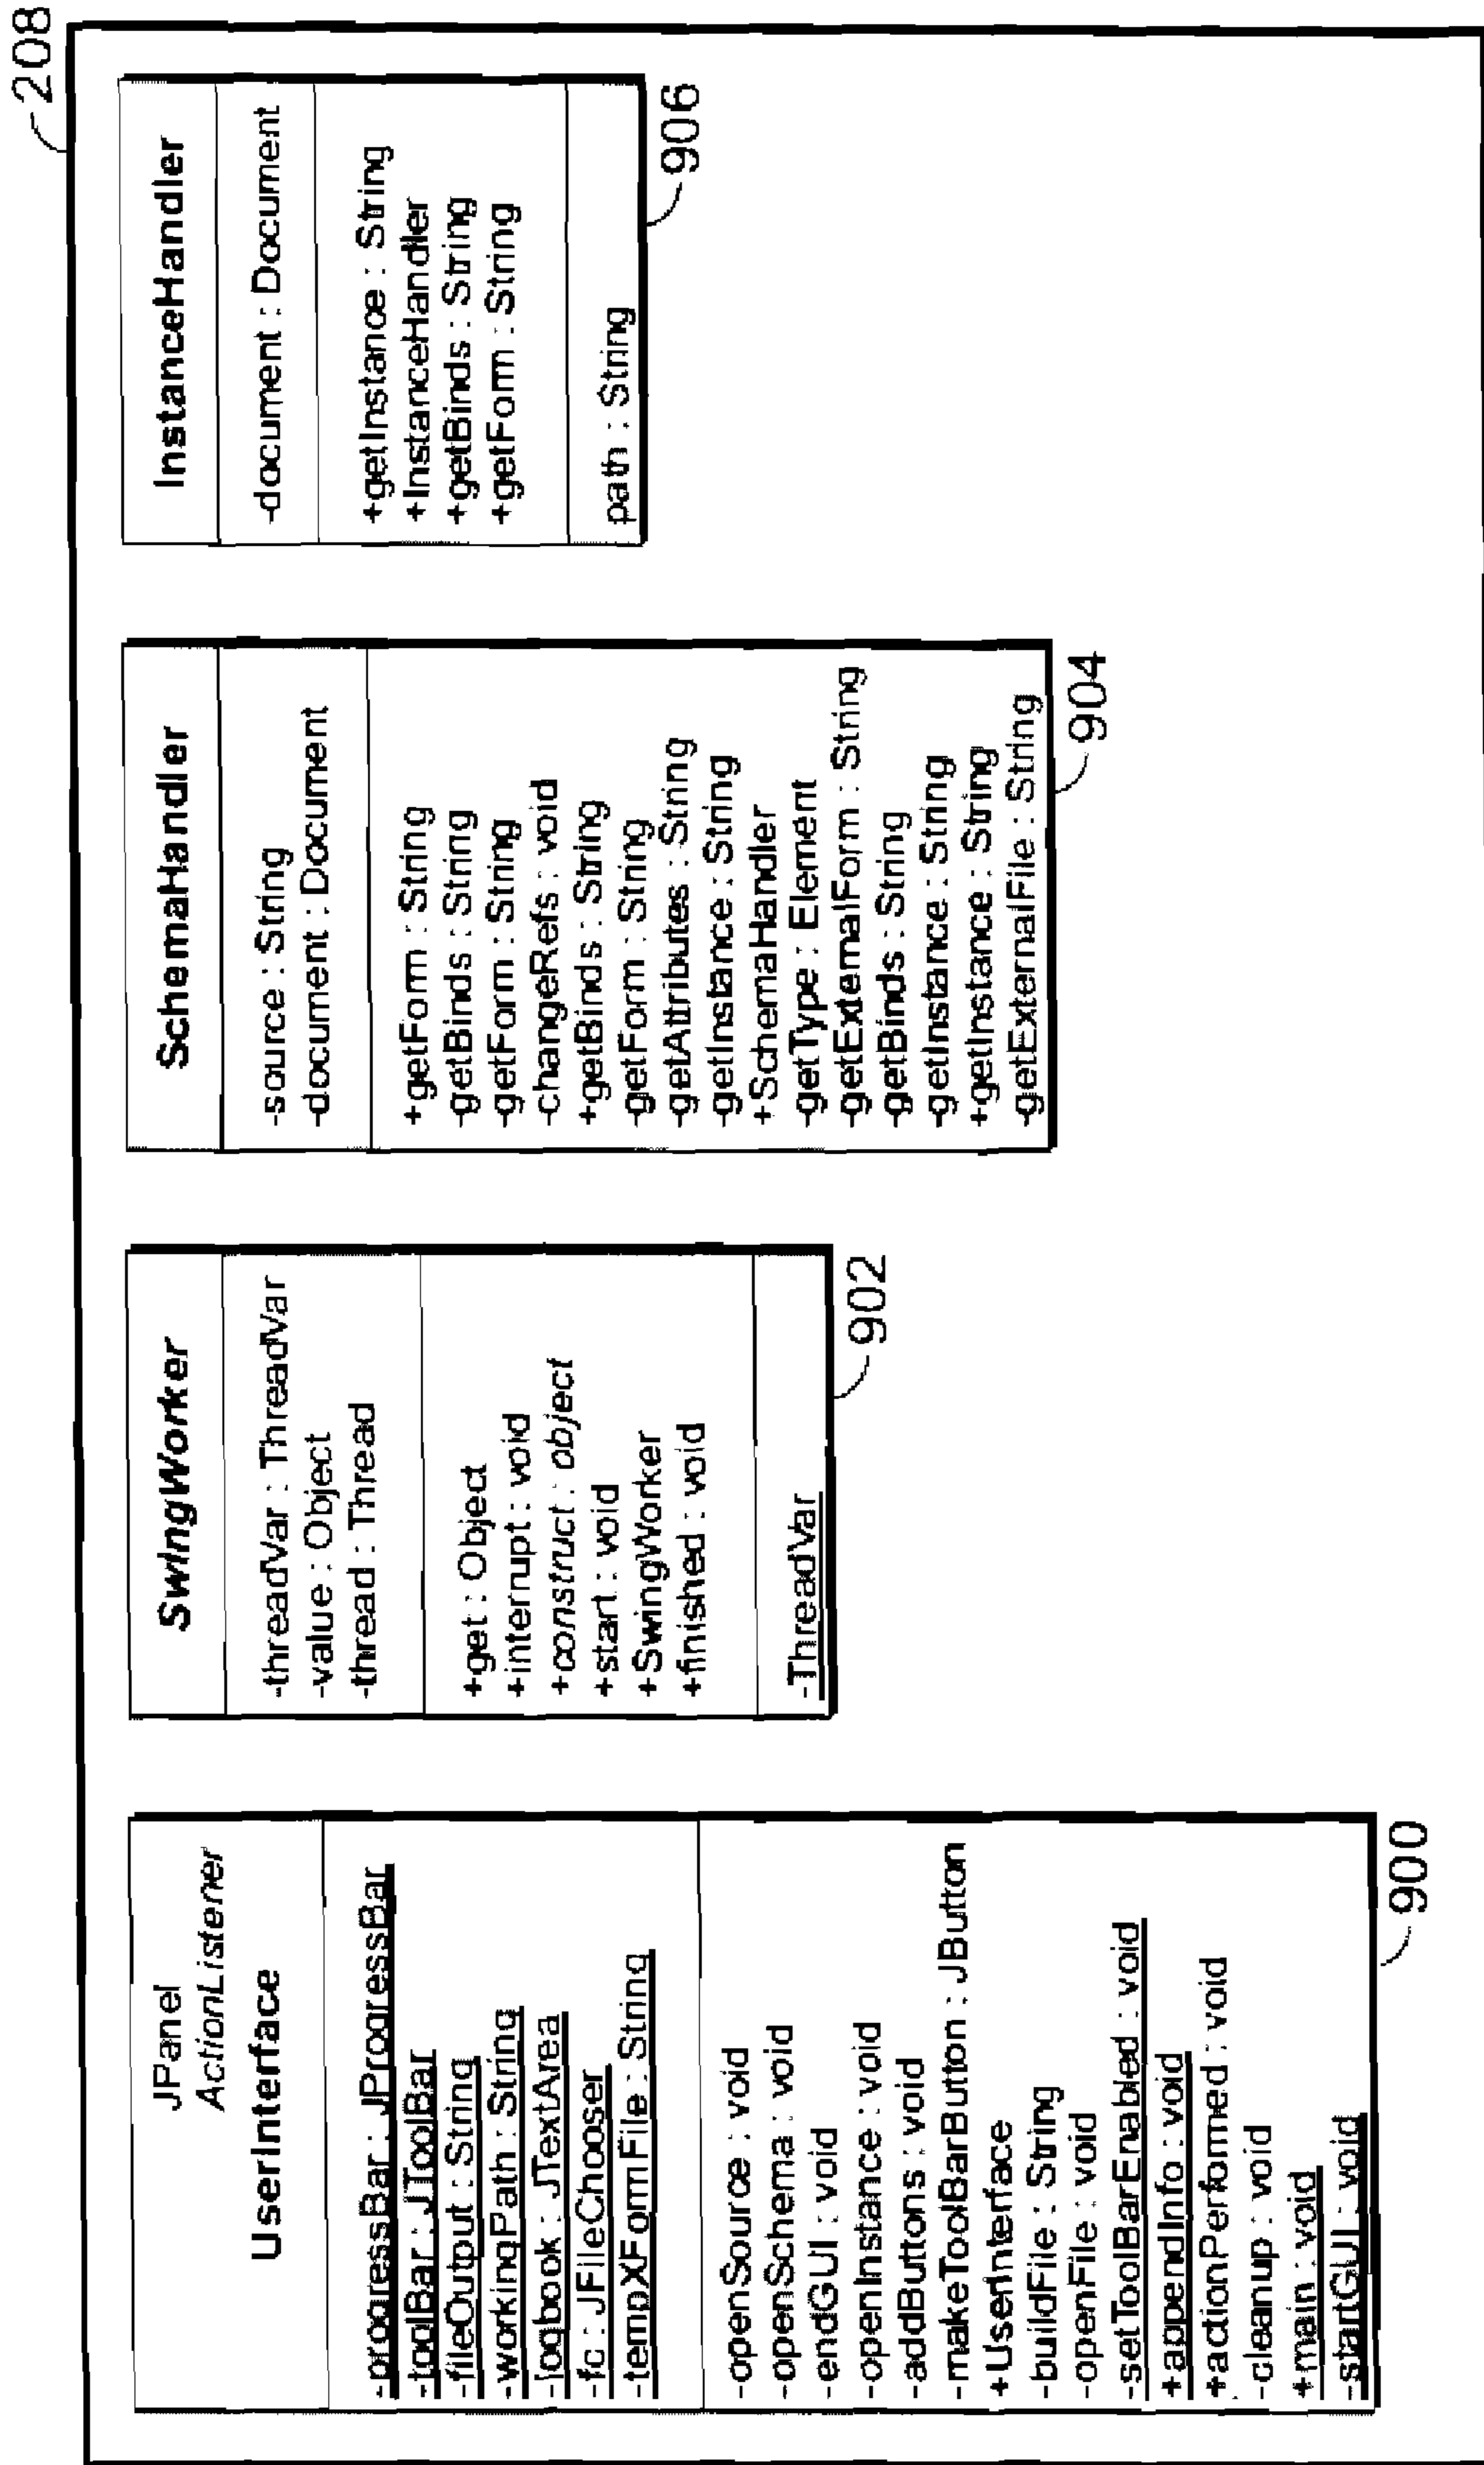 208
JPanel
ActionListener
UserInterface
-progressBar : JProgressBar
-toolBar : JToolBar
-fileOutput : String
-workingPath : String
-logbook : JTextArea
-fc : JFileChooser
-tempXFormFile : String
-openSource : void
-openSchema : void
-endGUI : void
-openInstance : void
-addButtons : void
-makeToolBarButton : JButton
+UserInterface
-buildFile : String
-openFile : void
-setToolBarEnabled : void
+appendInfo : void
+actionPerformed : void
-cleanup : void
+main : void
-startGUI : void
900
SwingWorker
-threadVar : ThreadVar
-value : Object
-thread : Thread
+get : Object
+interrupt : void
+construct : object
+start : void
+SwingWorker
+finished : void
-ThreadVar
902
SchemaHandler
-source : String
-document : Document
+getForm : String
-getBinds : String
-getForm : String
-changeRefs : void
+getBinds : String
-getForm : String
-getAttributes : String
-getInstance : String
+SchemaHandler
-getType : Element
-getExternalForm : String
-getBinds : String
-getInstance : String
+getInstance : String
-getExternalFile : String
904
InstanceHandler
-document : Document
+getInstance : String
+InstanceHandler
+getBinds : String
+getForm : String
path : String
906